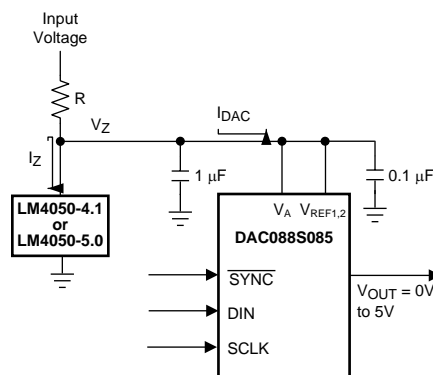 Input
Voltage
R
V_Z
I_DAC
I_Z
1 µF
0.1 µF
LM4050-4.1
or
LM4050-5.0
V_A V_REF1,2
DAC088S085
SYNC
DIN
SCLK
V_OUT = 0V
to 5V